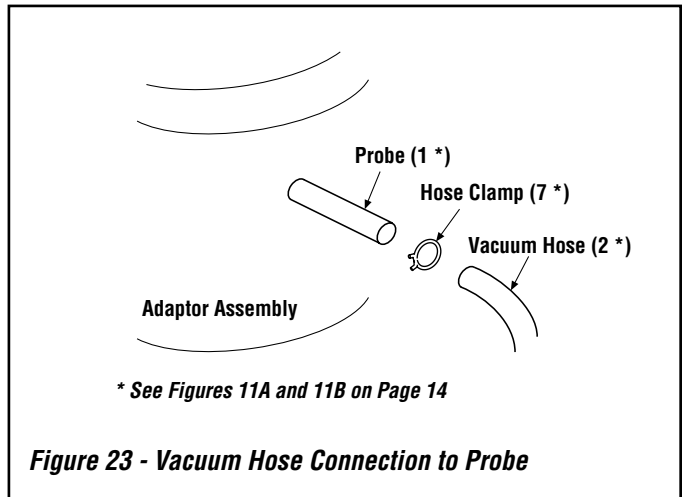 Probe (1 *)
Hose Clamp (7 *)
Vacuum Hose (2 *)
Adaptor Assembly
* See Figures 11A and 11B on Page 14
Figure 23 - Vacuum Hose Connection to Probe